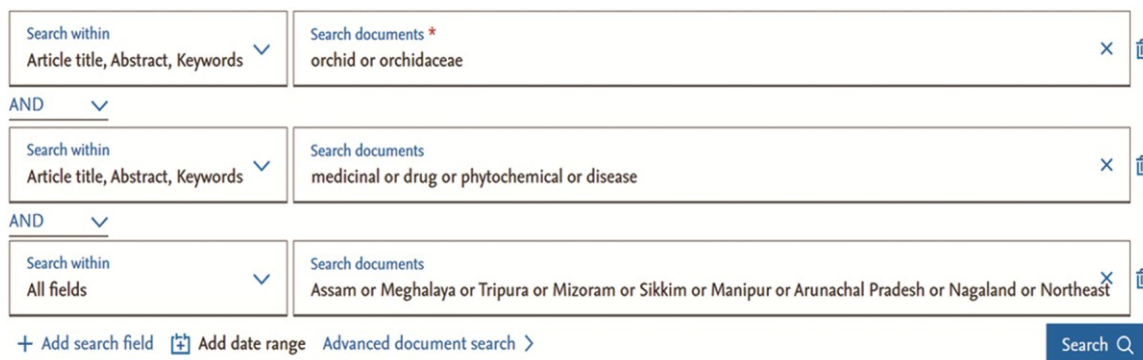 Search within
Article title, Abstract, Keywords
Search documents *
orchid or orchidaceae
AND
Search within
Article title, Abstract, Keywords
Search documents
medicinal or drug or phytochemical or disease
AND
Search within
All fields
Search documents
Assam or Meghalaya or Tripura or Mizoram or Sikkim or Manipur or Arunachal Pradesh or Nagaland or Northeast
+ Add search field Add date range Advanced document search >
Search